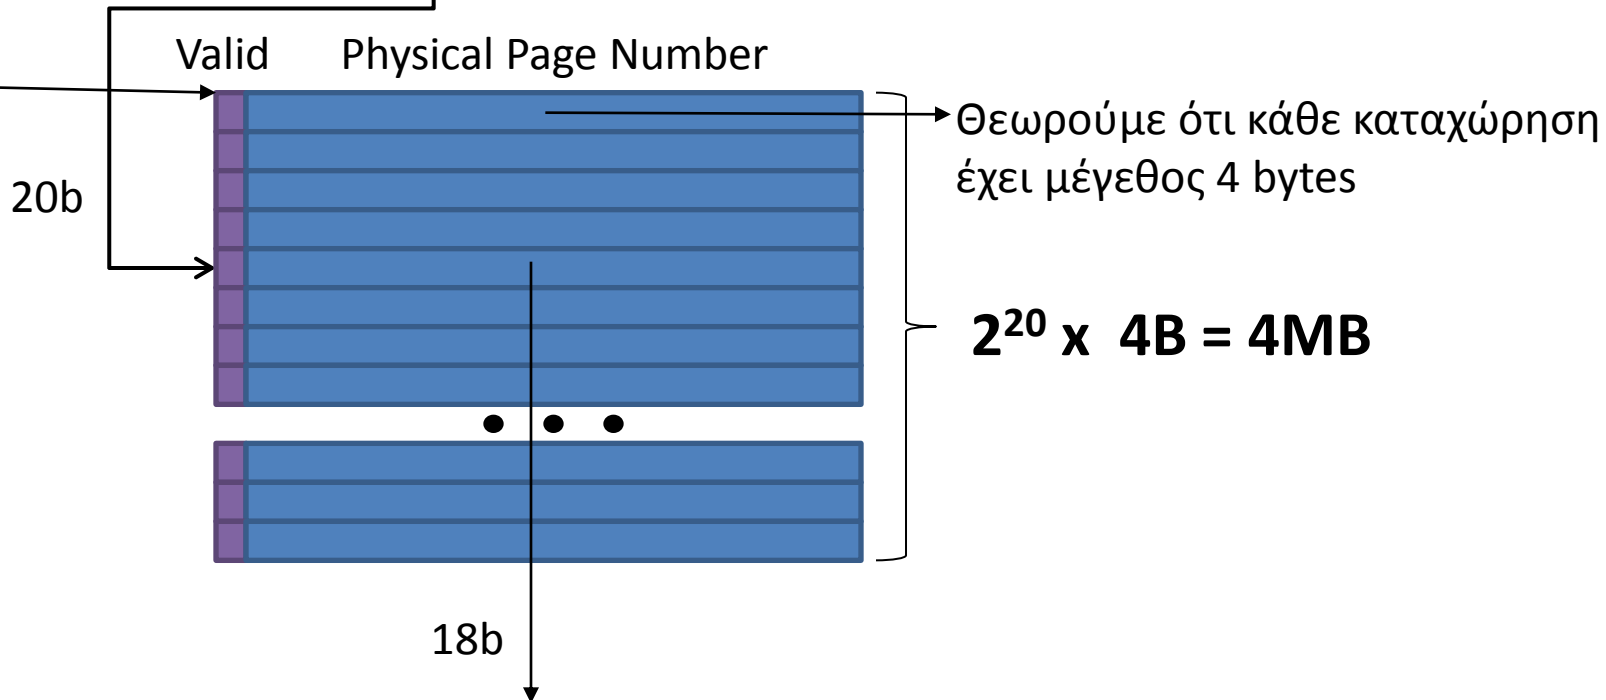 Valid Physical Page Number
Θεωρούμε ότι κάθε καταχώρηση
έχει μέγεθος 4 bytes
20b
2²⁰ x 4B = 4MB
18b